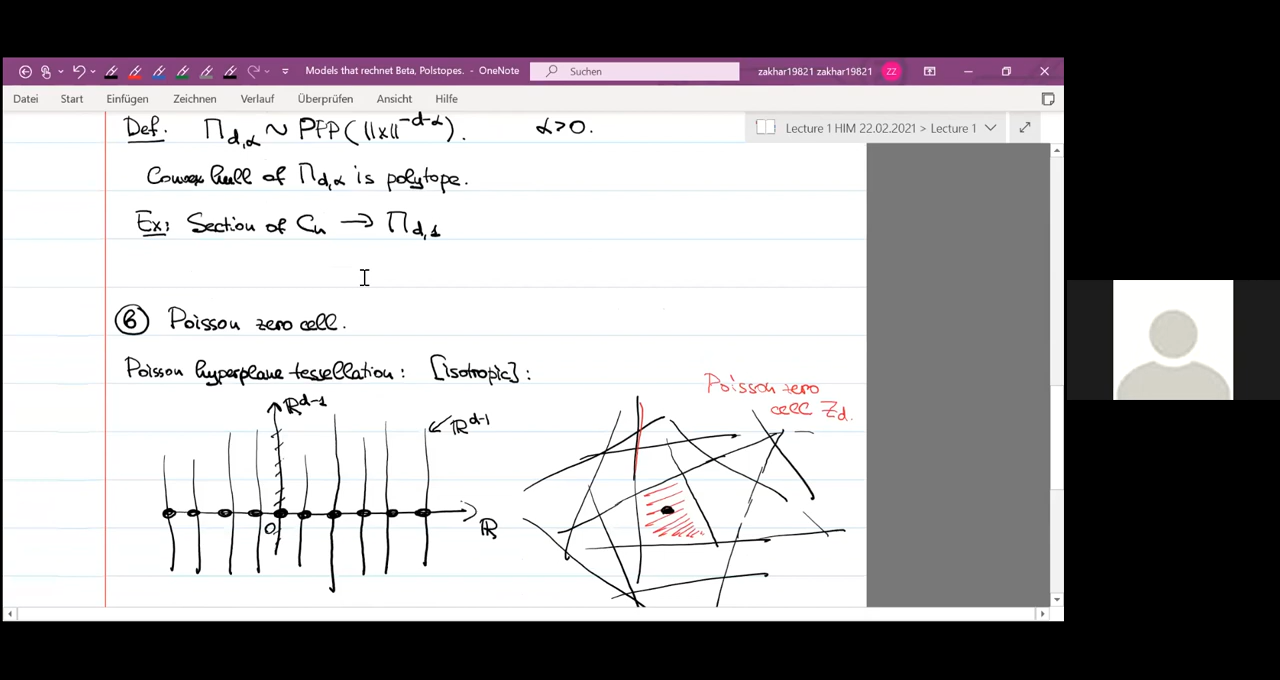 Models that rechnet Beta, Polstopes. - OneNote
Suchen
zakhar19821 zakhar19821
ZZ
Datei Start Einfügen Zeichnen Verlauf Überprüfen Ansicht Hilfe
Lecture 1 HIM 22.02.2021 > Lecture 1
Def. Π_{d,α} ~ PPP(||x||^{-d-α}). α>0.
Convex hull of Π_{d,α} is polytope.
Ex: Section of Cn → Π_{d,1}
⑥ Poisson zero cell.
Poisson hyperplane tessellation: [isotropic]:
Poisson zero
cell Z_d.
ℝ^{d-1}
ℝ^{d-1}
0
ℝ